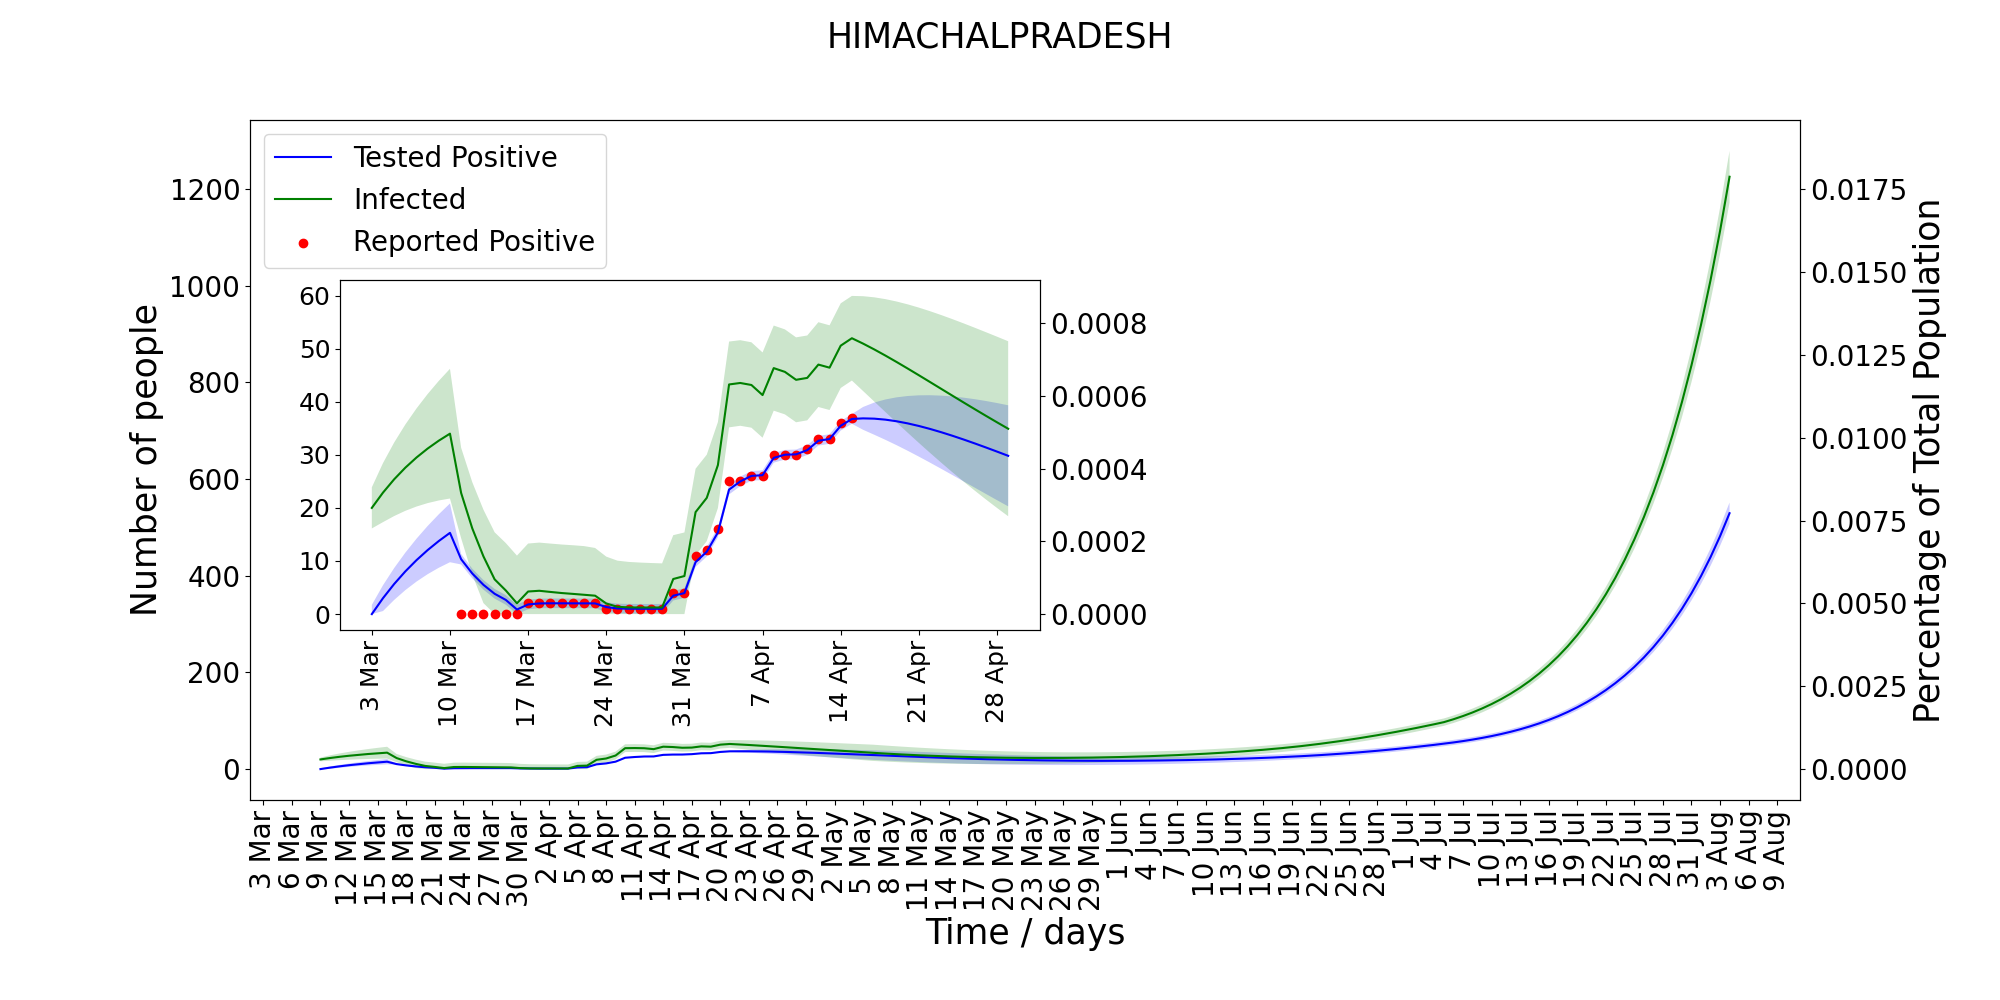 HIMACHALPRADESH
Tested Positive
Infected
Reported Positive
Number of people
1200
1000
800
600
400
200
0
60
50
40
30
20
10
0
0.0008
0.0006
0.0004
0.0002
0.0000
3 Mar
10 Mar
17 Mar
24 Mar
31 Mar
7 Apr
14 Apr
21 Apr
28 Apr
0.0175
0.0150
0.0125
0.0100
0.0075
0.0050
0.0025
0.0000
Percentage of Total Population
3 Mar
6 Mar
9 Mar
12 Mar
15 Mar
18 Mar
21 Mar
24 Mar
27 Mar
30 Mar
2 Apr
5 Apr
8 Apr
11 Apr
14 Apr
17 Apr
20 Apr
23 Apr
26 Apr
29 Apr
2 May
5 May
8 May
11 May
14 May
17 May
20 May
23 May
26 May
29 May
1 Jun
4 Jun
7 Jun
10 Jun
13 Jun
16 Jun
19 Jun
22 Jun
25 Jun
28 Jun
1 Jul
4 Jul
7 Jul
10 Jul
13 Jul
16 Jul
19 Jul
22 Jul
25 Jul
28 Jul
31 Jul
3 Aug
6 Aug
9 Aug
Time / days